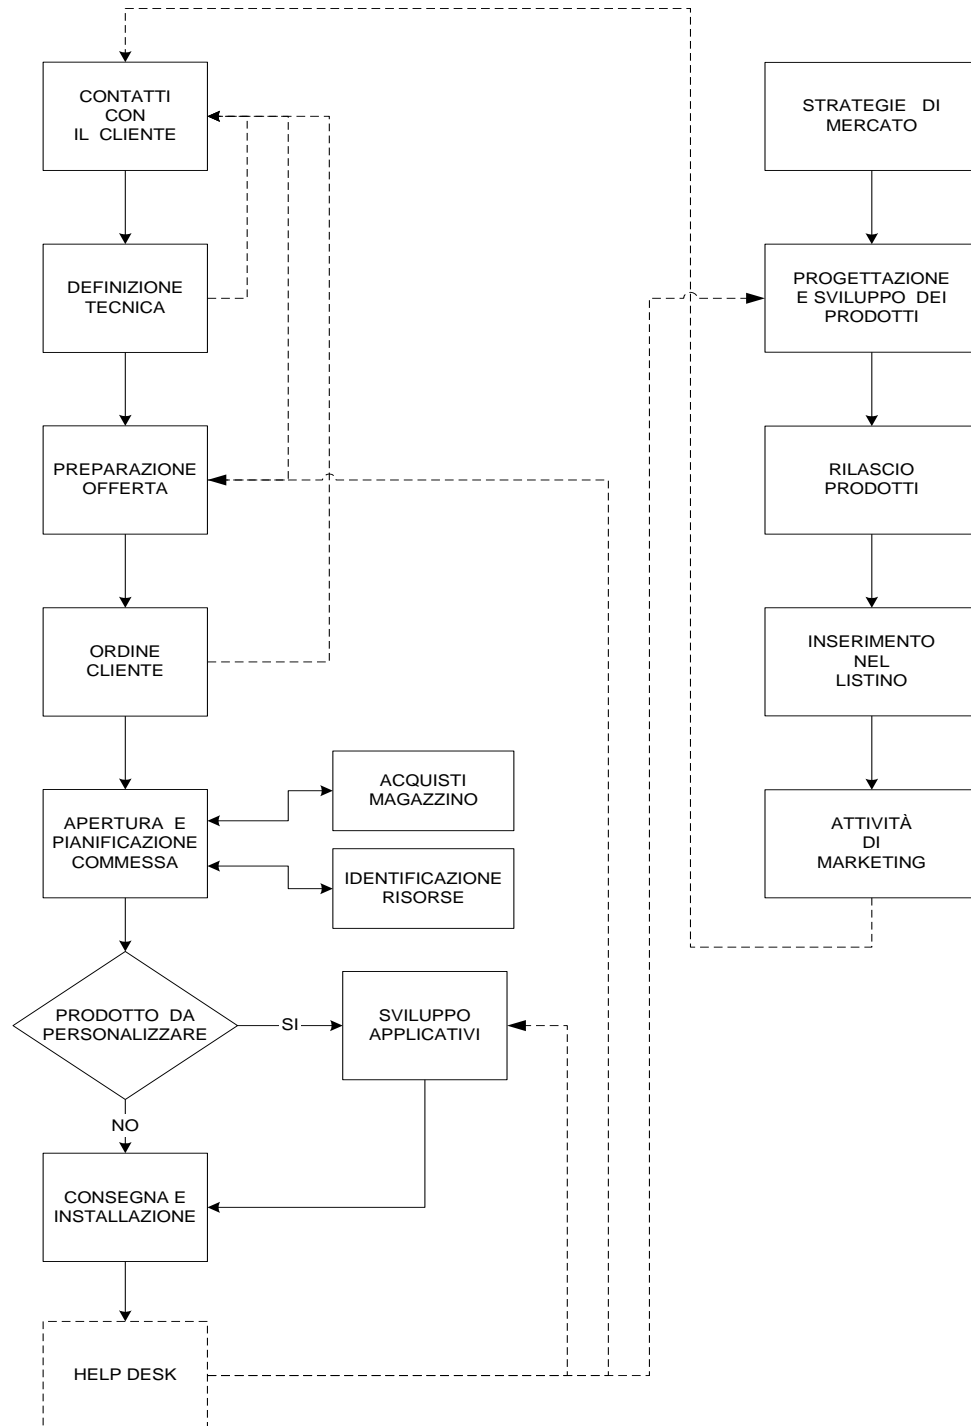 CONTATTI
CON
IL CLIENTE
DEFINIZIONE
TECNICA
PREPARAZIONE
OFFERTA
ORDINE
CLIENTE
APERTURA E
PIANIFICAZIONE
COMMESSA
ACQUISTI
MAGAZZINO
IDENTIFICAZIONE
RISORSE
PRODOTTO DA
PERSONALIZZARE
SI
SVILUPPO
APPLICATIVI
NO
CONSEGNA E
INSTALLAZIONE
HELP DESK
STRATEGIE DI
MERCATO
PROGETTAZIONE
E SVILUPPO DEI
PRODOTTI
RILASCIO
PRODOTTI
INSERIMENTO
NEL
LISTINO
ATTIVITÀ
DI
MARKETING